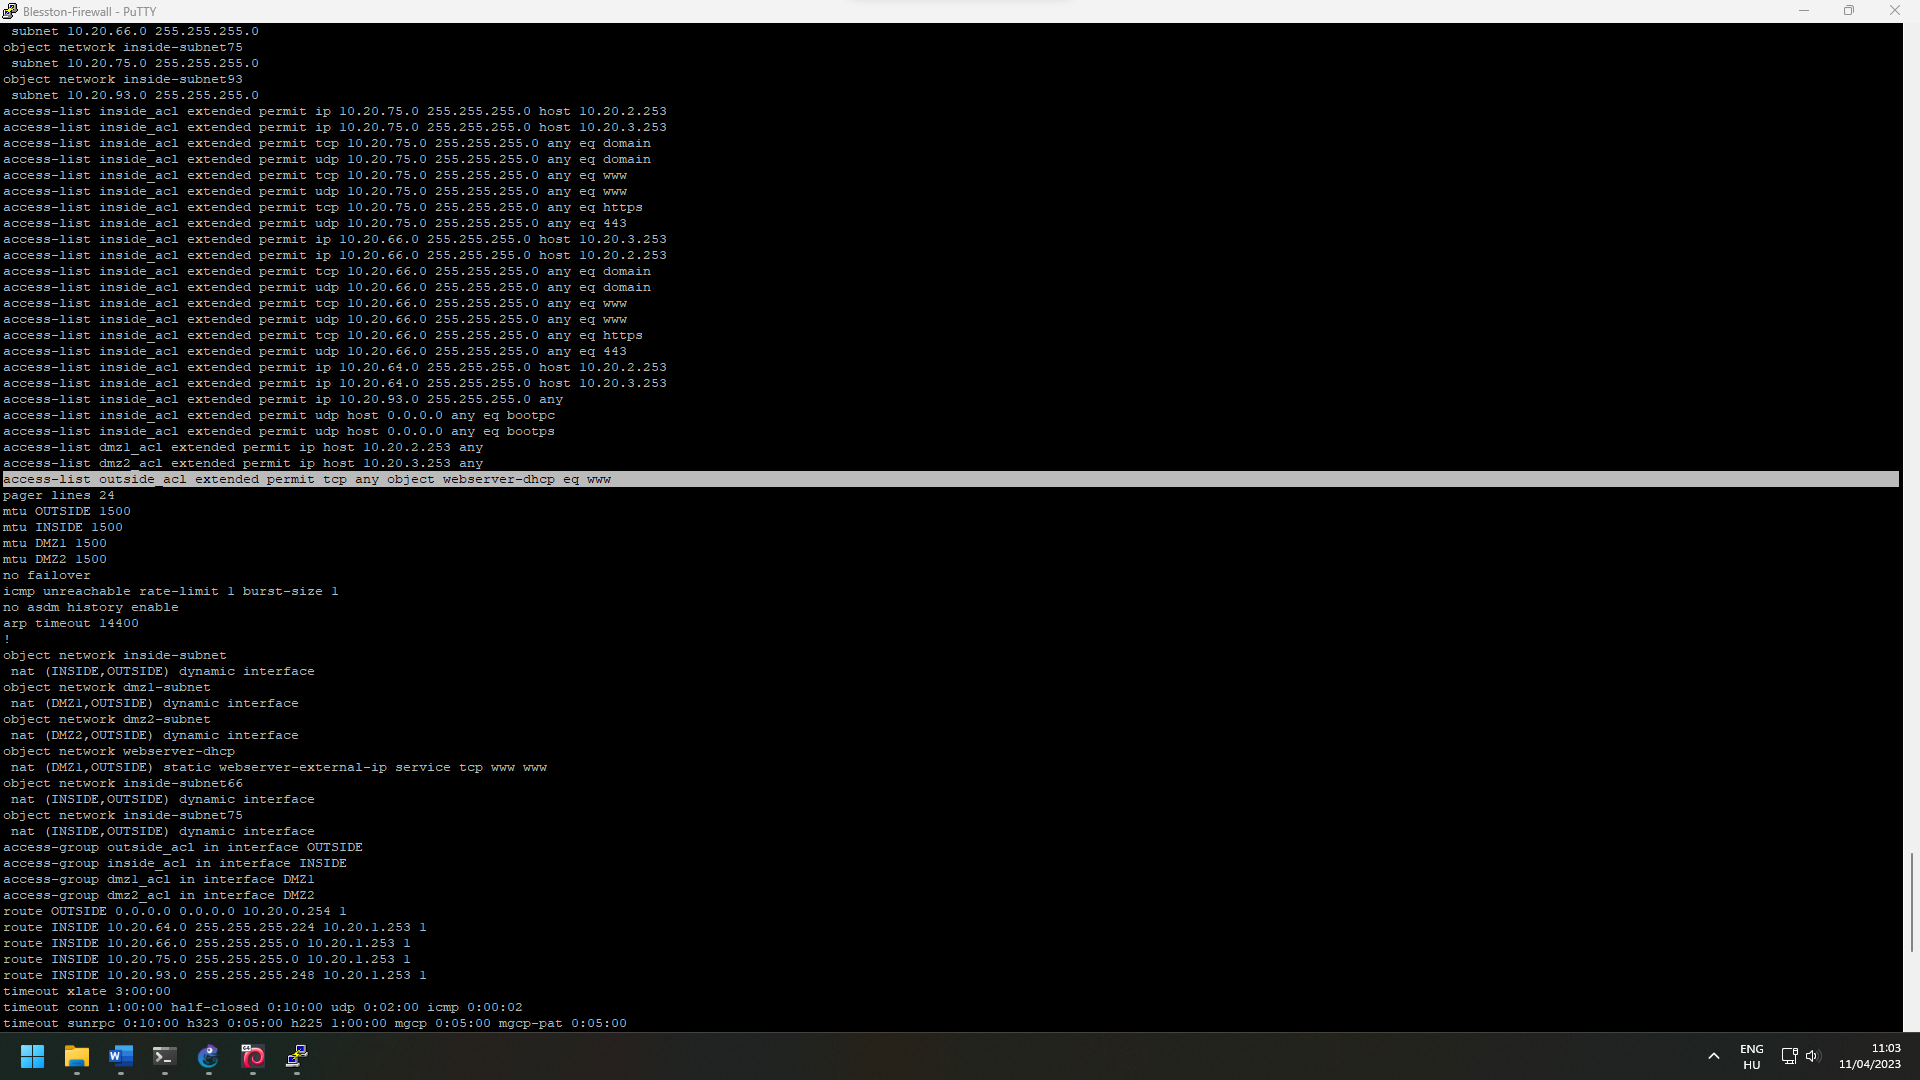 Blesston-Firewall - PuTTY
 subnet 10.20.66.0 255.255.255.0
object network inside-subnet75
 subnet 10.20.75.0 255.255.255.0
object network inside-subnet93
 subnet 10.20.93.0 255.255.255.0
access-list inside_acl extended permit ip 10.20.75.0 255.255.255.0 host 10.20.2.253
access-list inside_acl extended permit ip 10.20.75.0 255.255.255.0 host 10.20.3.253
access-list inside_acl extended permit tcp 10.20.75.0 255.255.255.0 any eq domain
access-list inside_acl extended permit udp 10.20.75.0 255.255.255.0 any eq domain
access-list inside_acl extended permit tcp 10.20.75.0 255.255.255.0 any eq www
access-list inside_acl extended permit udp 10.20.75.0 255.255.255.0 any eq www
access-list inside_acl extended permit tcp 10.20.75.0 255.255.255.0 any eq https
access-list inside_acl extended permit udp 10.20.75.0 255.255.255.0 any eq 443
access-list inside_acl extended permit ip 10.20.66.0 255.255.255.0 host 10.20.3.253
access-list inside_acl extended permit ip 10.20.66.0 255.255.255.0 host 10.20.2.253
access-list inside_acl extended permit tcp 10.20.66.0 255.255.255.0 any eq domain
access-list inside_acl extended permit udp 10.20.66.0 255.255.255.0 any eq domain
access-list inside_acl extended permit tcp 10.20.66.0 255.255.255.0 any eq www
access-list inside_acl extended permit udp 10.20.66.0 255.255.255.0 any eq www
access-list inside_acl extended permit tcp 10.20.66.0 255.255.255.0 any eq https
access-list inside_acl extended permit udp 10.20.66.0 255.255.255.0 any eq 443
access-list inside_acl extended permit ip 10.20.64.0 255.255.255.0 host 10.20.2.253
access-list inside_acl extended permit ip 10.20.64.0 255.255.255.0 host 10.20.3.253
access-list inside_acl extended permit ip 10.20.93.0 255.255.255.0 any
access-list inside_acl extended permit udp host 0.0.0.0 any eq bootpc
access-list inside_acl extended permit udp host 0.0.0.0 any eq bootps
access-list dmz1_acl extended permit ip host 10.20.2.253 any
access-list dmz2_acl extended permit ip host 10.20.3.253 any
access-list outside_acl extended permit tcp any object webserver-dhcp eq www
pager lines 24
mtu OUTSIDE 1500
mtu INSIDE 1500
mtu DMZ1 1500
mtu DMZ2 1500
no failover
icmp unreachable rate-limit 1 burst-size 1
no asdm history enable
arp timeout 14400
!
object network inside-subnet
 nat (INSIDE,OUTSIDE) dynamic interface
object network dmz1-subnet
 nat (DMZ1,OUTSIDE) dynamic interface
object network dmz2-subnet
 nat (DMZ2,OUTSIDE) dynamic interface
object network webserver-dhcp
 nat (DMZ1,OUTSIDE) static webserver-external-ip service tcp www www
object network inside-subnet66
 nat (INSIDE,OUTSIDE) dynamic interface
object network inside-subnet75
 nat (INSIDE,OUTSIDE) dynamic interface
access-group outside_acl in interface OUTSIDE
access-group inside_acl in interface INSIDE
access-group dmz1_acl in interface DMZ1
access-group dmz2_acl in interface DMZ2
route OUTSIDE 0.0.0.0 0.0.0.0 10.20.0.254 1
route INSIDE 10.20.64.0 255.255.255.224 10.20.1.253 1
route INSIDE 10.20.66.0 255.255.255.0 10.20.1.253 1
route INSIDE 10.20.75.0 255.255.255.0 10.20.1.253 1
route INSIDE 10.20.93.0 255.255.255.248 10.20.1.253 1
timeout xlate 3:00:00
timeout conn 1:00:00 half-closed 0:10:00 udp 0:02:00 icmp 0:00:02
timeout sunrpc 0:10:00 h323 0:05:00 h225 1:00:00 mgcp 0:05:00 mgcp-pat 0:05:00
64
ENG
HU
11:03
11/04/2023